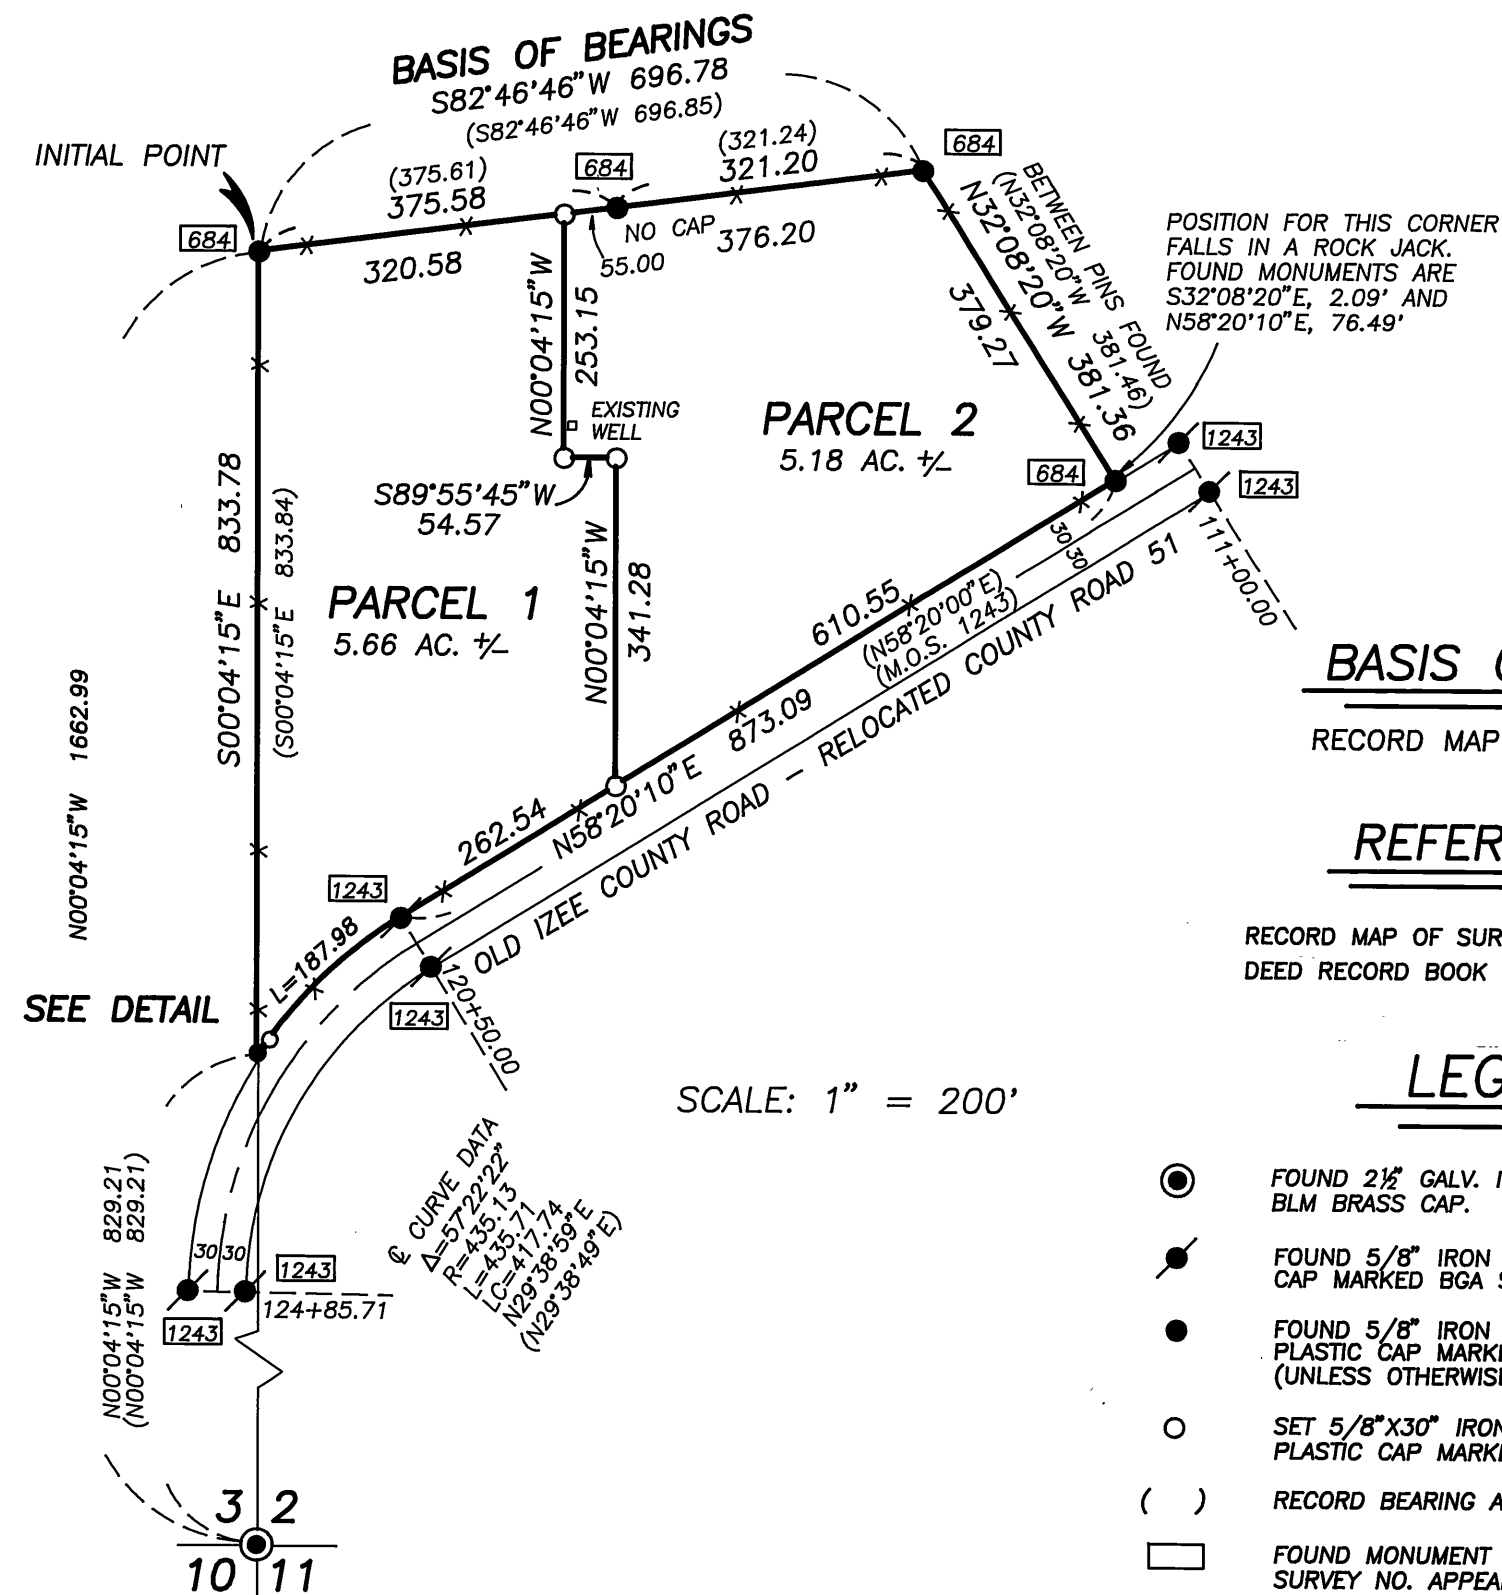 BASIS OF BEARINGS
S82°46'46"W 696.78
(S82°46'46"W 696.85)
INITIAL POINT
(375.61)
375.58
684
(321.24)
321.20
684
684
320.58
55.00
NO CAP
376.20
BETWEEN PINS FOUND
(N32°08'20"W 381.46)
N32°08'20"W 381.36
379.27
POSITION FOR THIS CORNER
FALLS IN A ROCK JACK.
FOUND MONUMENTS ARE
S32°08'20"E, 2.09' AND
N58°20'10"E, 76.49'
N00°04'15"W
253.15
EXISTING
WELL
PARCEL 2
5.18 AC. +/-
1243
684
1243
S89°55'45"W
54.57
S00°04'15"E 833.78
(S00°04'15"E 833.84)
PARCEL 1
5.66 AC. +/-
N00°04'15"W
341.28
610.55
(N58°20'00"E)
(M.O.S. 1243)
30 30
111+00.00
873.09
N58°20'10"E
262.54
OLD IZEE COUNTY ROAD - RELOCATED COUNTY ROAD 51
N00°04'15"W 1662.99
BASIS
RECORD MAP
REFER
RECORD MAP OF SUR
DEED RECORD BOOK
1243
L=187.98
SEE DETAIL
1243
120+50.00
SCALE: 1" = 200'
℄ CURVE DATA
Δ=57°22'22"
R=435.13
L=435.71
LC=417.74
N29°38'59"E
(N29°38'49"E)
N00°04'15"W 829.21
(N00°04'15"W 829.21)
30 30
1243
124+85.71
1243
3 2
10 11
LEG
FOUND 2½" GALV.
BLM BRASS CAP.
FOUND 5/8" IRON
CAP MARKED BGA
FOUND 5/8" IRON
PLASTIC CAP MARKE
(UNLESS OTHERWIS
SET 5/8"X30" IRON
PLASTIC CAP MARKE
( ) RECORD BEARING A
FOUND MONUMENT
SURVEY NO. APPEA